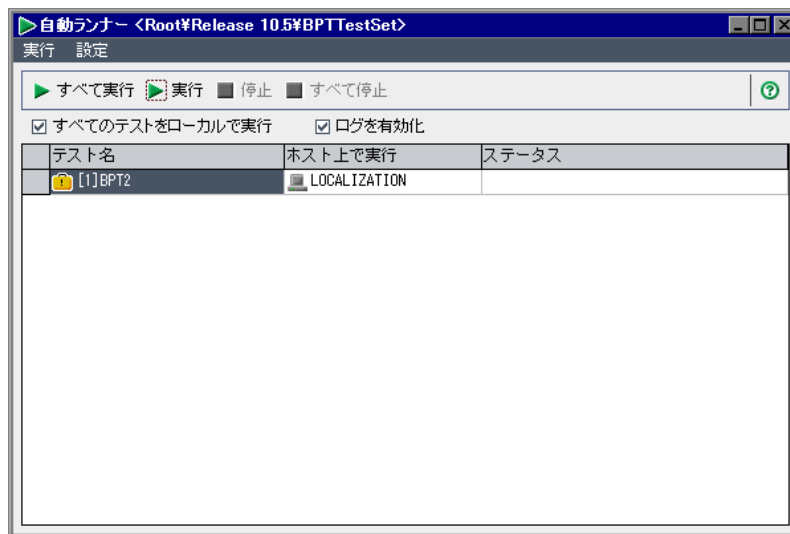 自動ランナー <Root¥Release 10.5¥BPTTestSet>
実行 設定
すべて実行 実行 停止 すべて停止
すべてのテストをローカルで実行 ログを有効化
テスト名 ホスト上で実行 ステータス
[1]BPT2 LOCALIZATION